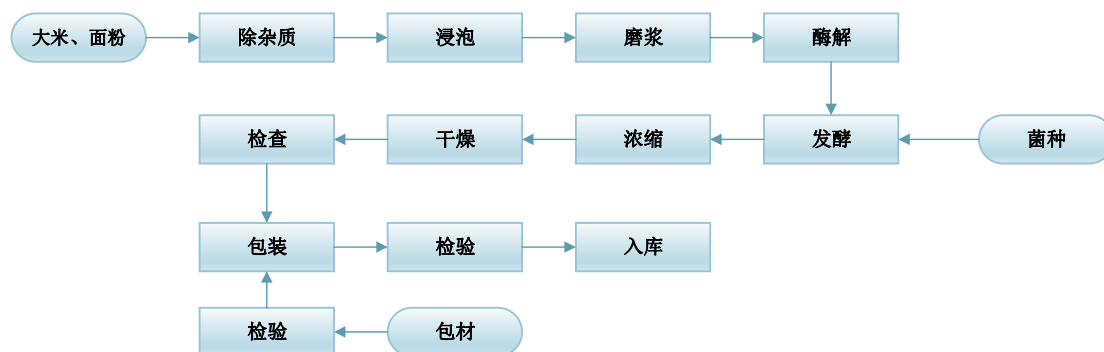 大米、面粉
除杂质
浸泡
磨浆
酶解
检查
干燥
浓缩
发酵
菌种
包装
检验
入库
检验
包材